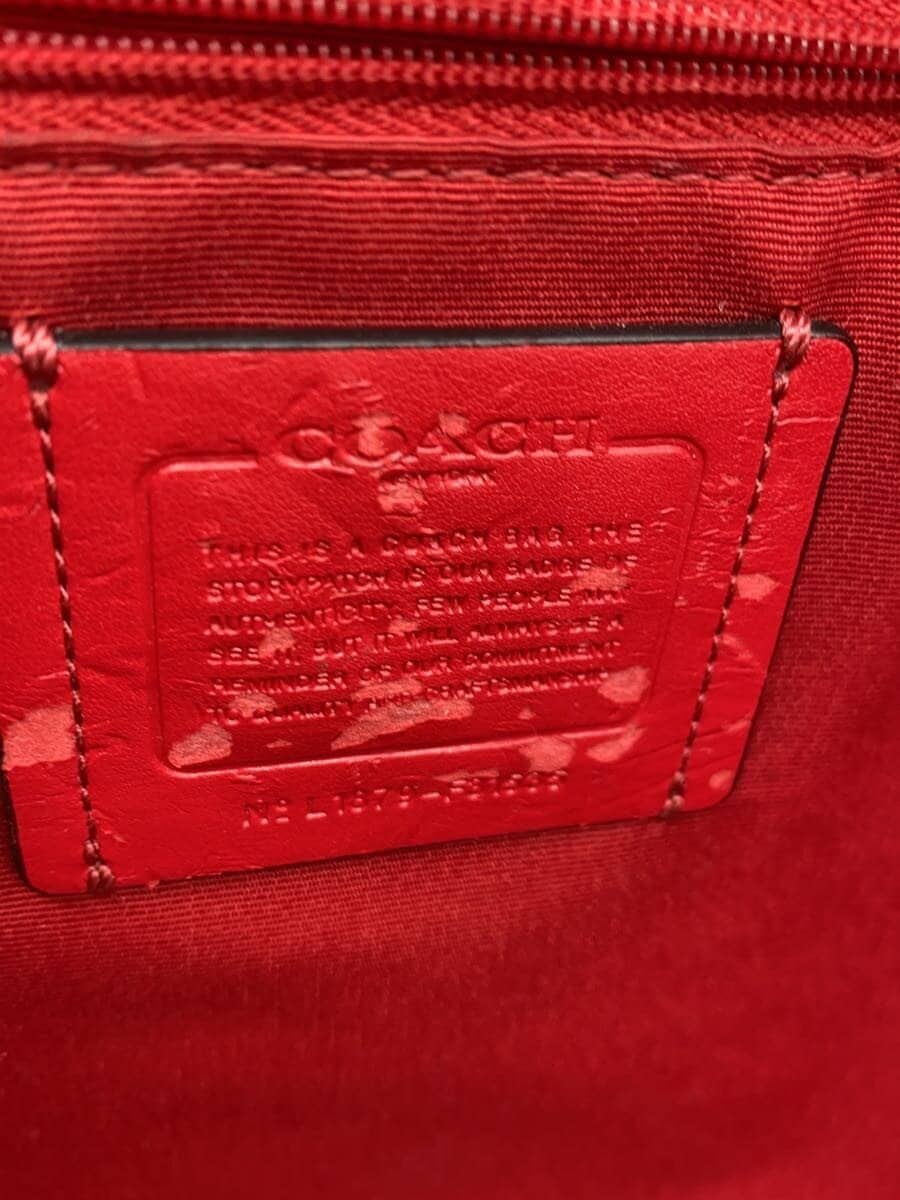 COACH
NEW YORK
THIS IS A COACH BAG. THE
STORYPATCH IS OUR BADGE OF
AUTHENTICITY. FEW PEOPLE MAY
SEE IT, BUT IT WILL ALWAYS BE A
REMINDER OF OUR COMMITMENT
TO QUALITY AND CRAFTSMANSHIP
Nº